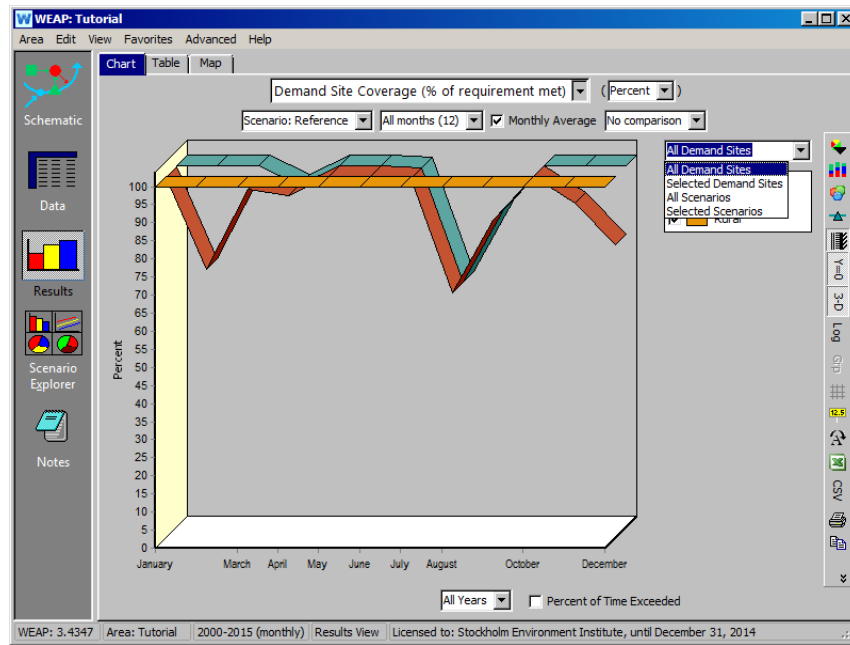 WEAP: Tutorial
Area Edit View Favorites Advanced Help
Chart Table Map
Demand Site Coverage (% of requirement met) (Percent)
Scenario: Reference All months (12) Monthly Average No comparison
Schematic
Data
Results
Scenario
Explorer
Notes
All Demand Sites
All Demand Sites
Selected Demand Sites
All Scenarios
Selected Scenarios
Rural
Percent
100
95
90
85
80
75
70
65
60
55
50
45
40
35
30
25
20
15
10
5
0
January March April May June July August October December
Y=0
3-D
Log
Grp
12.5
CSV
All Years Percent of Time Exceeded
WEAP: 3.4347 Area: Tutorial 2000-2015 (monthly) Results View Licensed to: Stockholm Environment Institute, until December 31, 2014